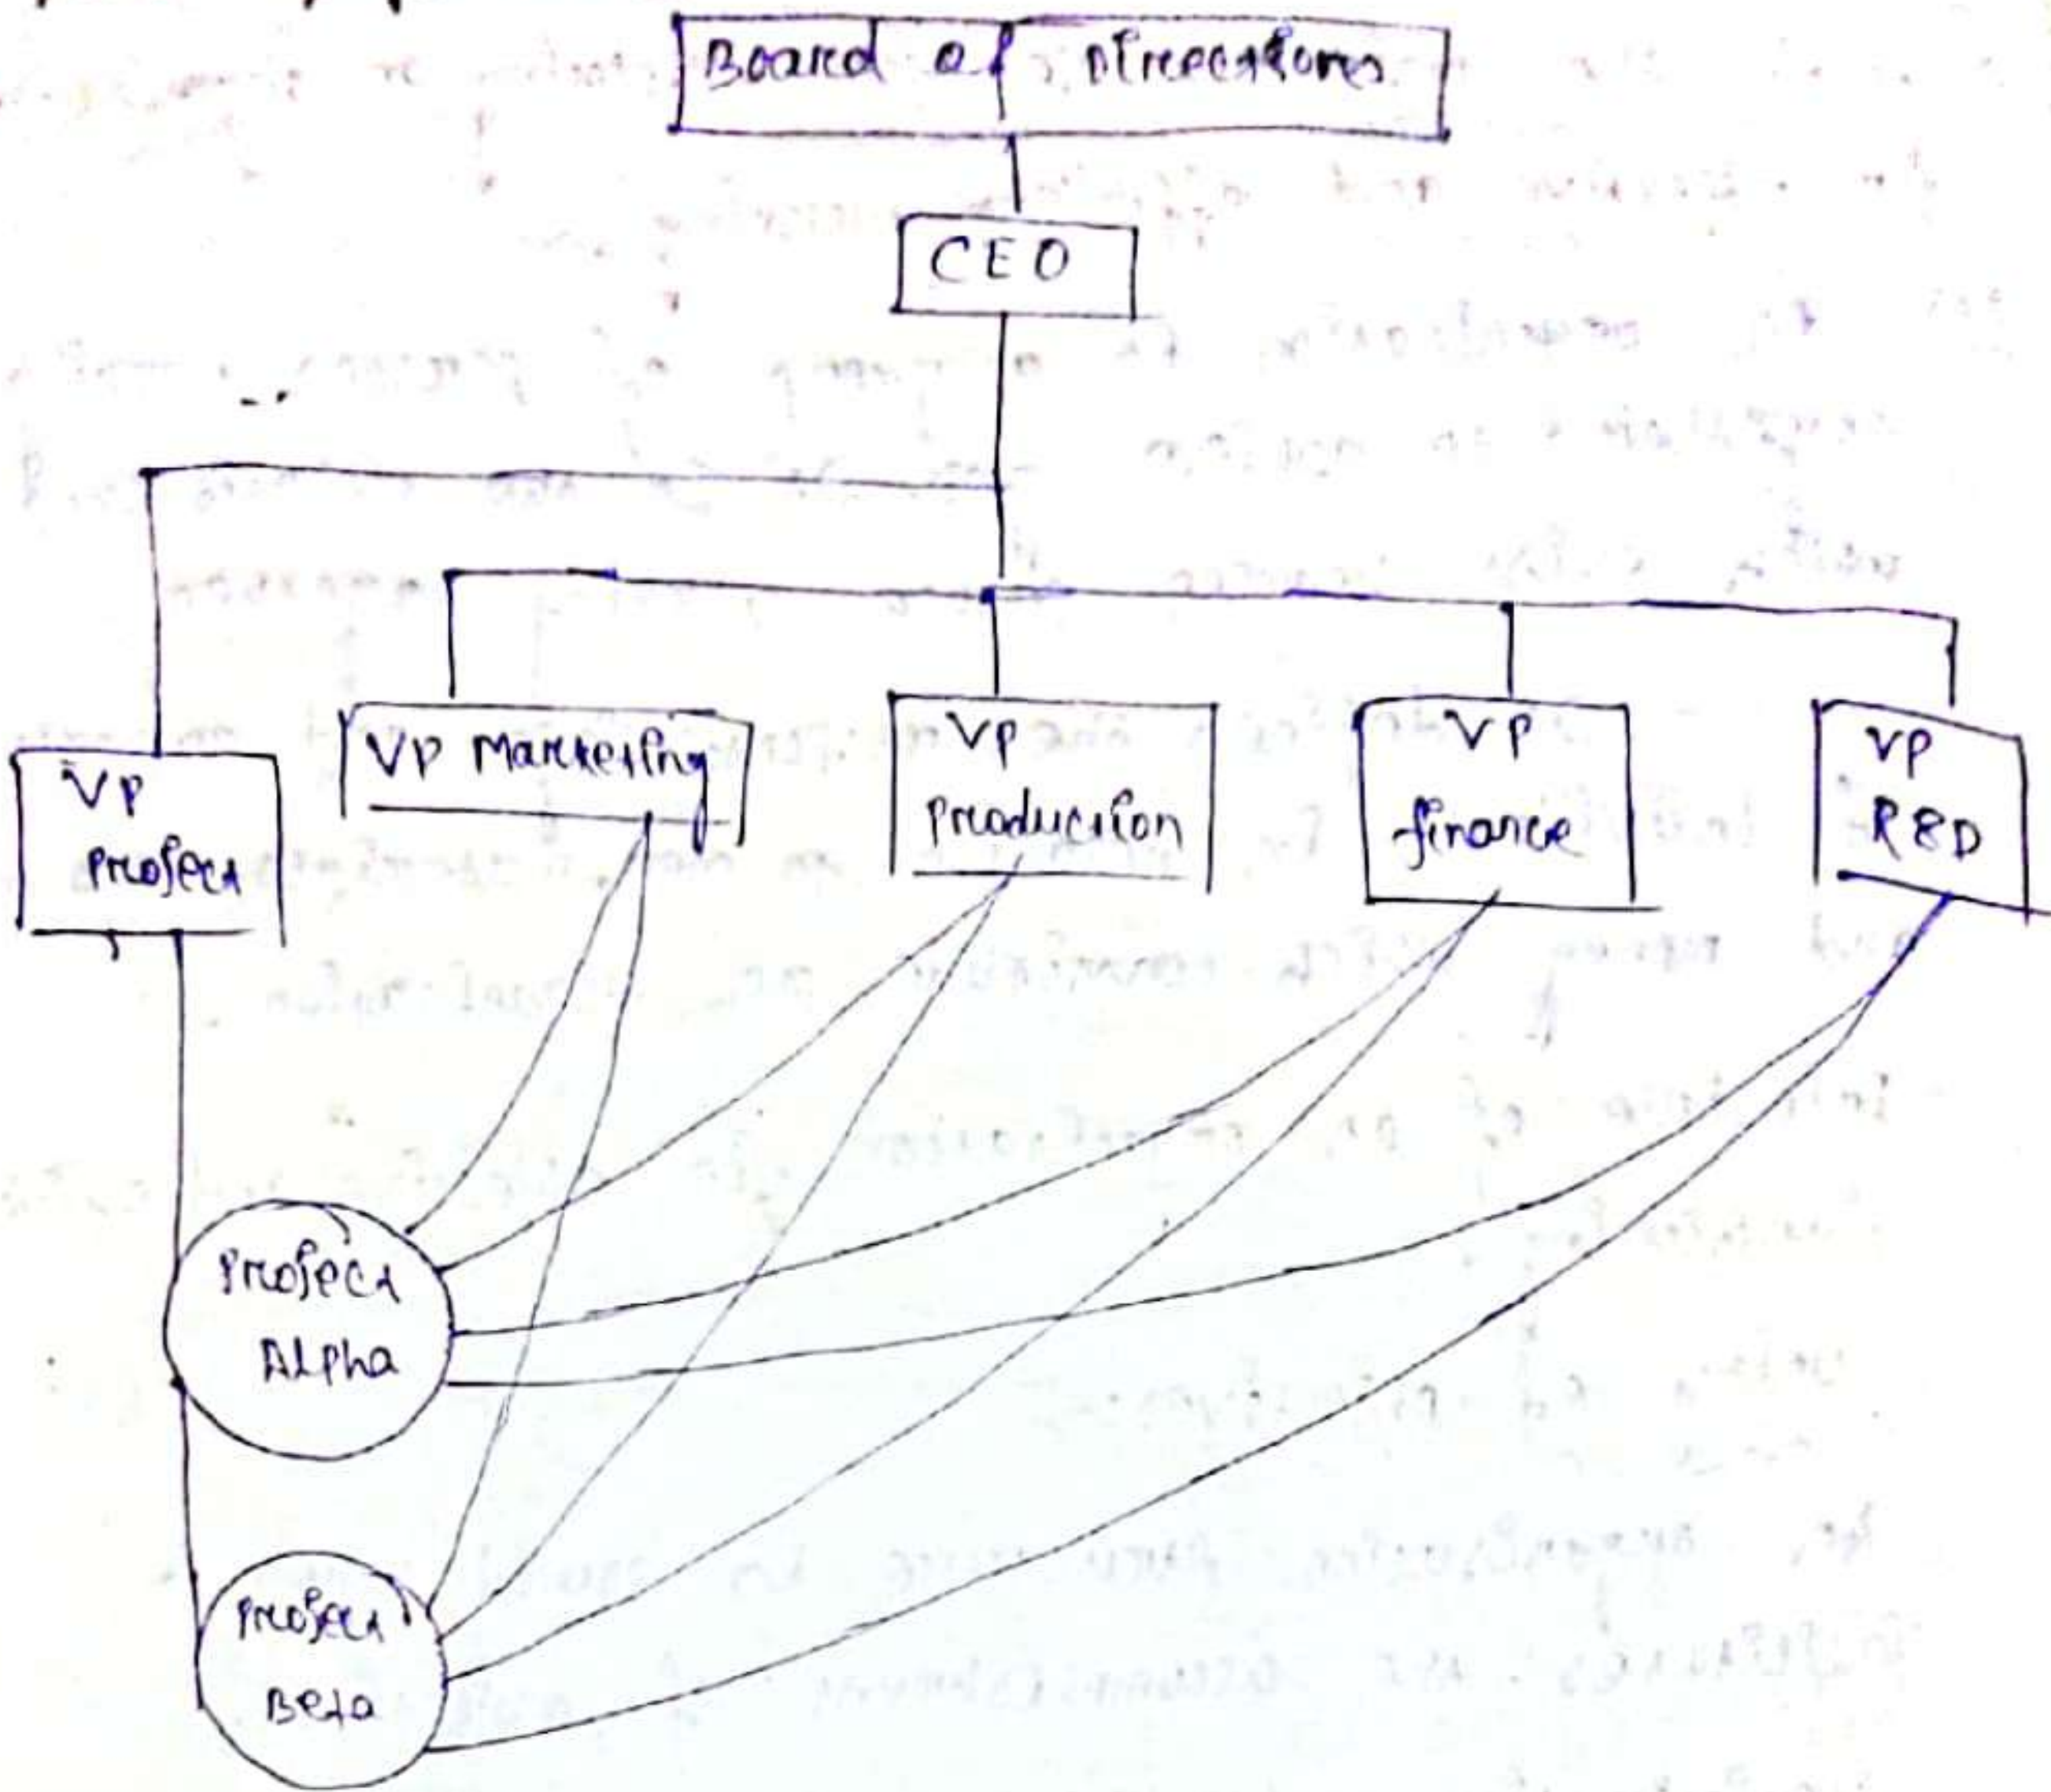 Board of Directors
CEO
VP
Project
VP Marketing
VP
production
VP
finance
VP
R&D
Project
Alpha
Project
Beta